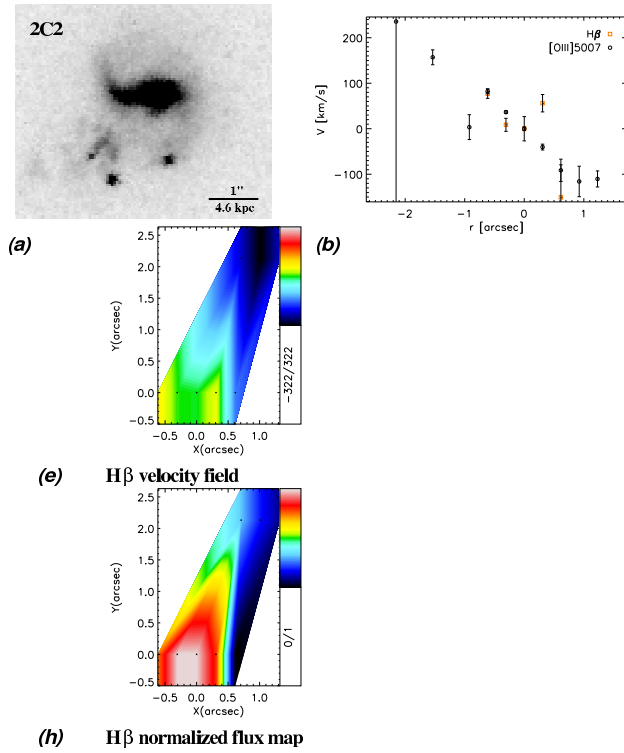 2C2
1"
4.6 kpc
(a)
Hβ
[OIII]5007
V [km/s]
200
100
0
−100
−2
−1
0
1
r [arcsec]
(b)
Y(arcsec)
2.5
2.0
1.5
1.0
0.5
0.0
−0.5
−0.5
0.0
0.5
1.0
X(arcsec)
−322/322
(e) Hβ velocity field
Y(arcsec)
2.5
2.0
1.5
1.0
0.5
0.0
−0.5
−0.5
0.0
0.5
1.0
X(arcsec)
0/1
(h) Hβ normalized flux map